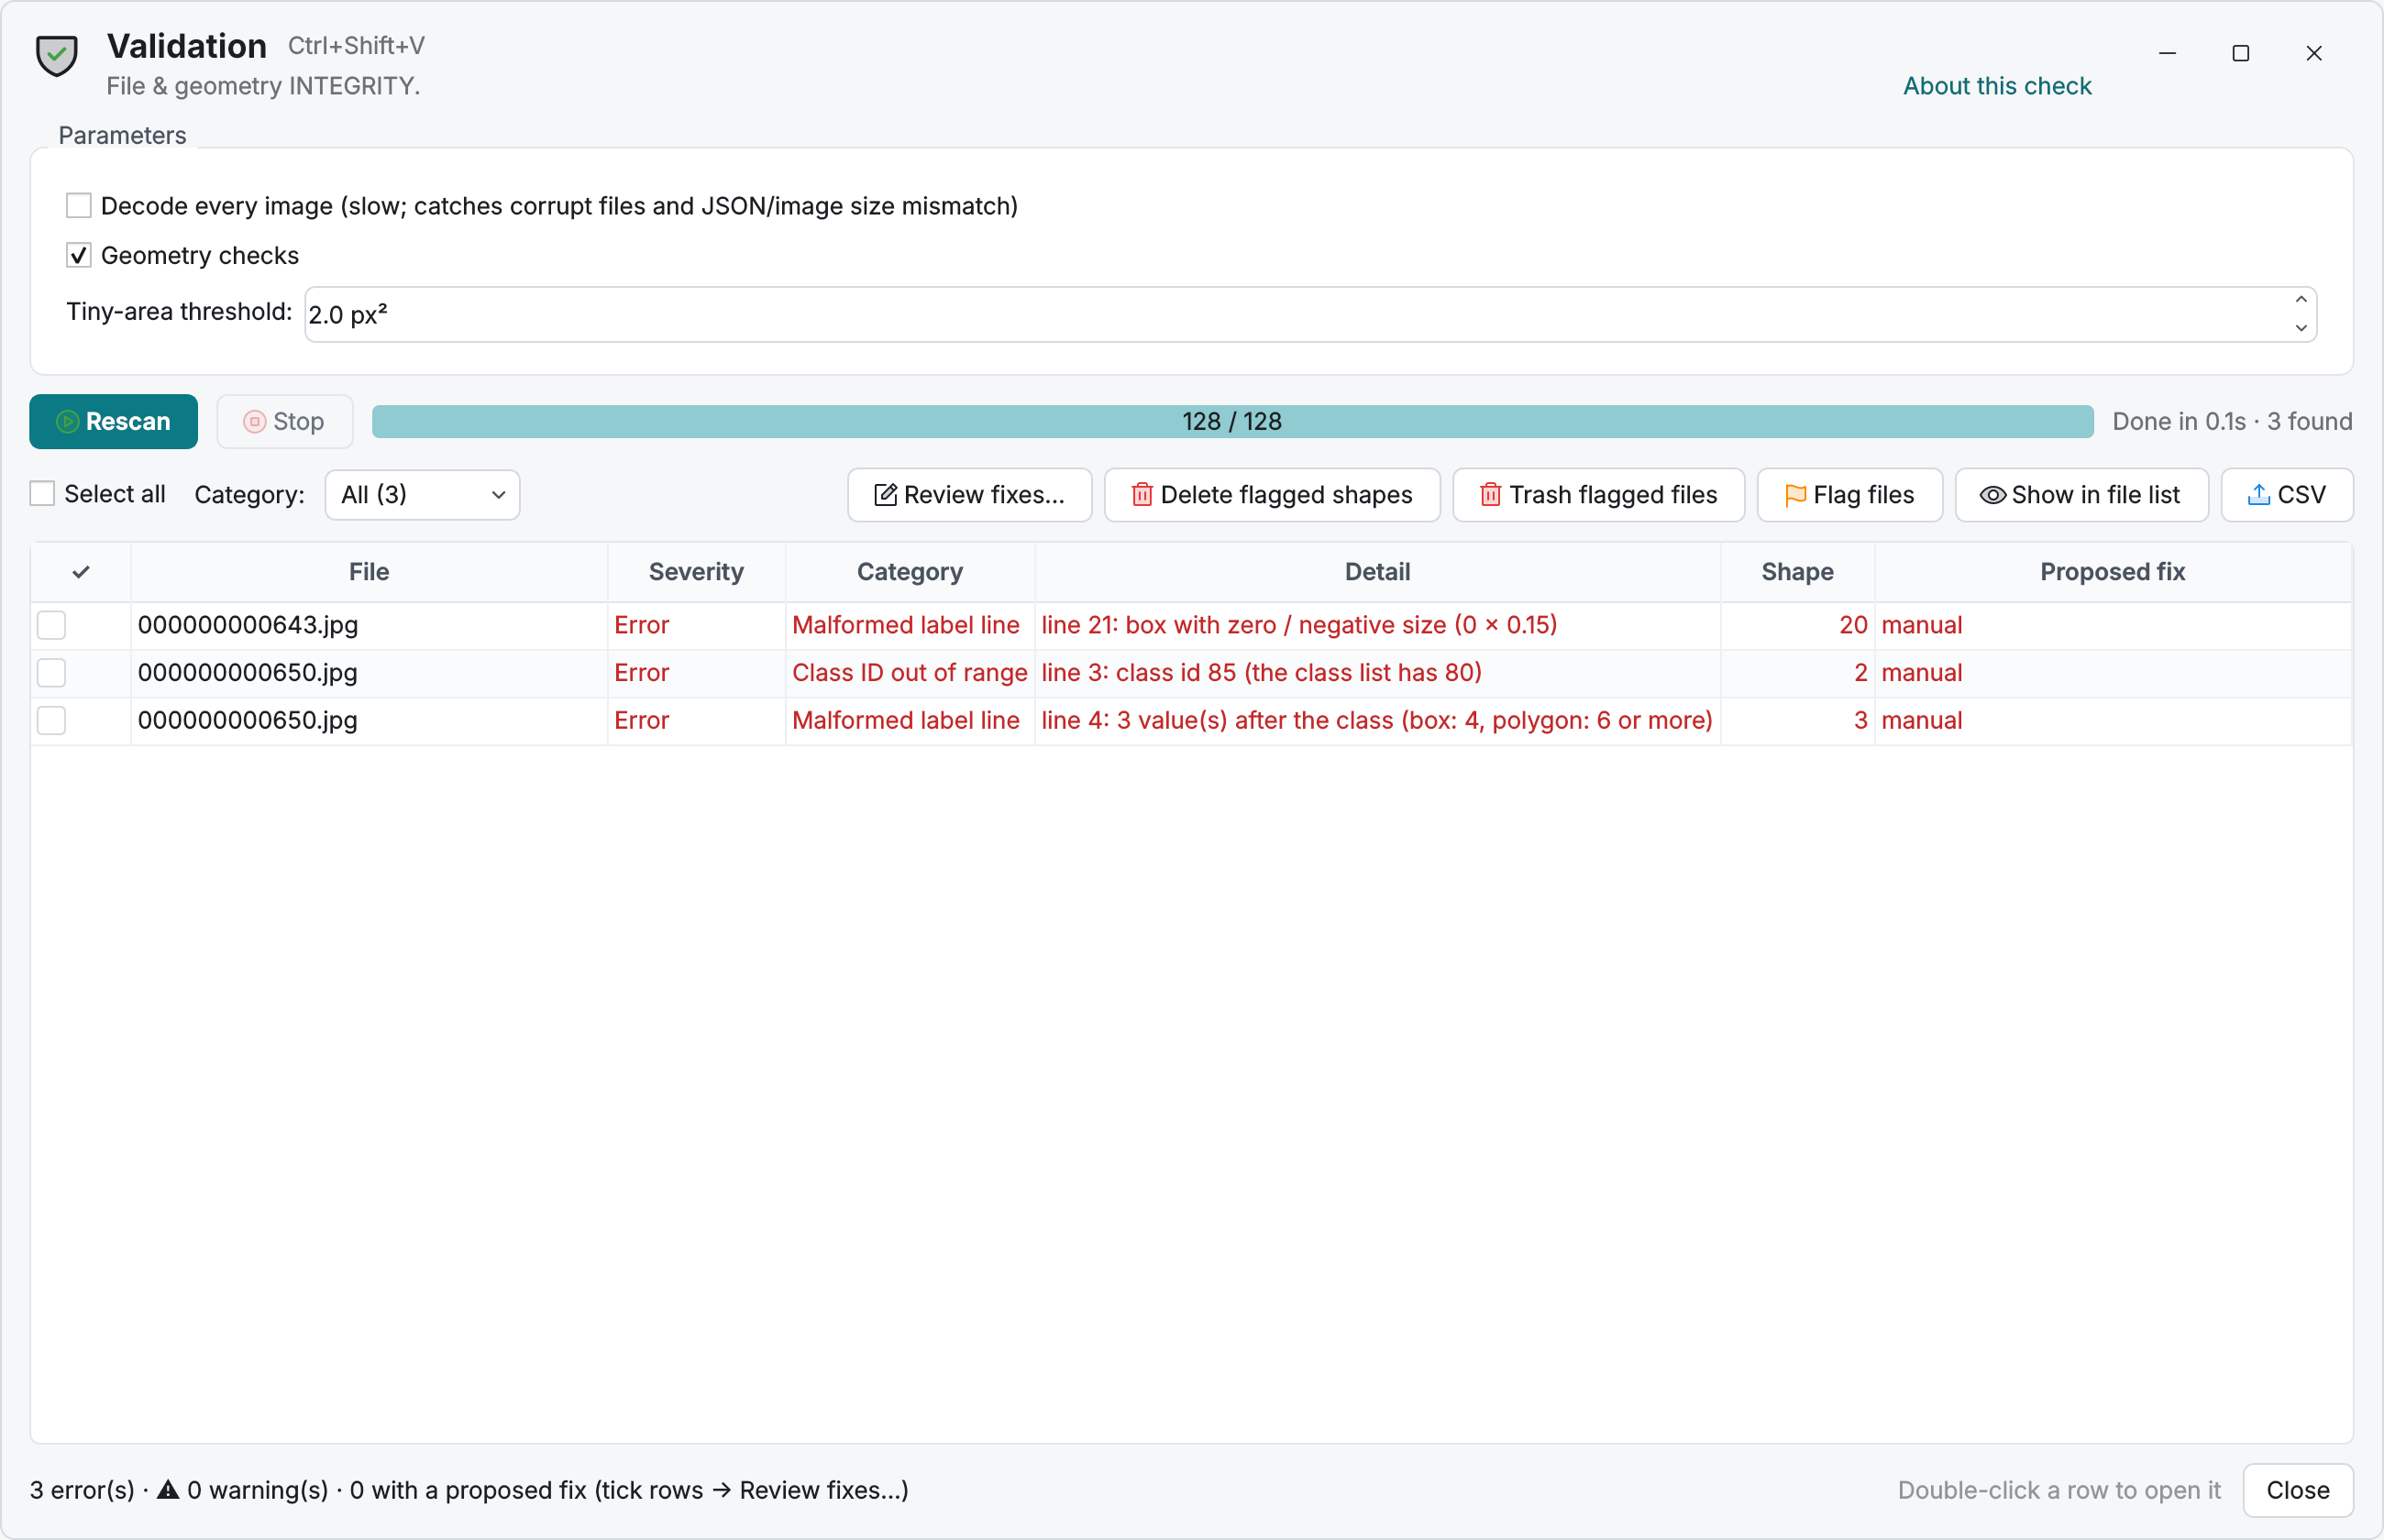 Validation Ctrl+Shift+V
File & geometry INTEGRITY.
About this check
Parameters
Decode every image (slow; catches corrupt files and JSON/image size mismatch)
Geometry checks
Tiny-area threshold: 2.0 px²
Rescan Stop 128 / 128 Done in 0.1s · 3 found
Select all Category: All (3) Review fixes... Delete flagged shapes Trash flagged files Flag files Show in file list CSV
File Severity Category Detail Shape Proposed fix
000000000643.jpg Error Malformed label line line 21: box with zero / negative size (0 × 0.15) 20 manual
000000000650.jpg Error Class ID out of range line 3: class id 85 (the class list has 80) 2 manual
000000000650.jpg Error Malformed label line line 4: 3 value(s) after the class (box: 4, polygon: 6 or more) 3 manual
3 error(s) · ⚠ 0 warning(s) · 0 with a proposed fix (tick rows → Review fixes...) Double-click a row to open it Close